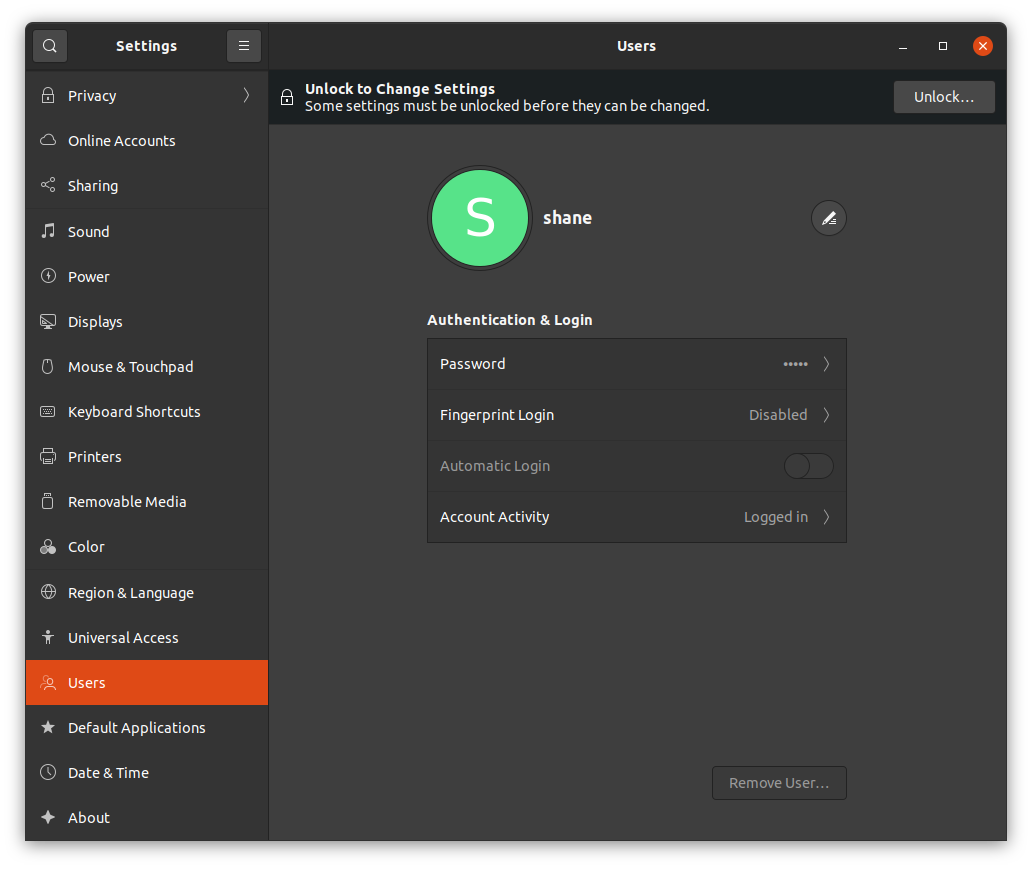 Settings
Users
Privacy
Online Accounts
Sharing
Sound
Power
Displays
Mouse & Touchpad
Keyboard Shortcuts
Printers
Removable Media
Color
Region & Language
Universal Access
Users
Default Applications
Date & Time
About
Unlock to Change Settings
Some settings must be unlocked before they can be changed.
Unlock…
S
shane
Authentication & Login
Password •••••
Fingerprint Login Disabled
Automatic Login
Account Activity Logged in
Remove User…